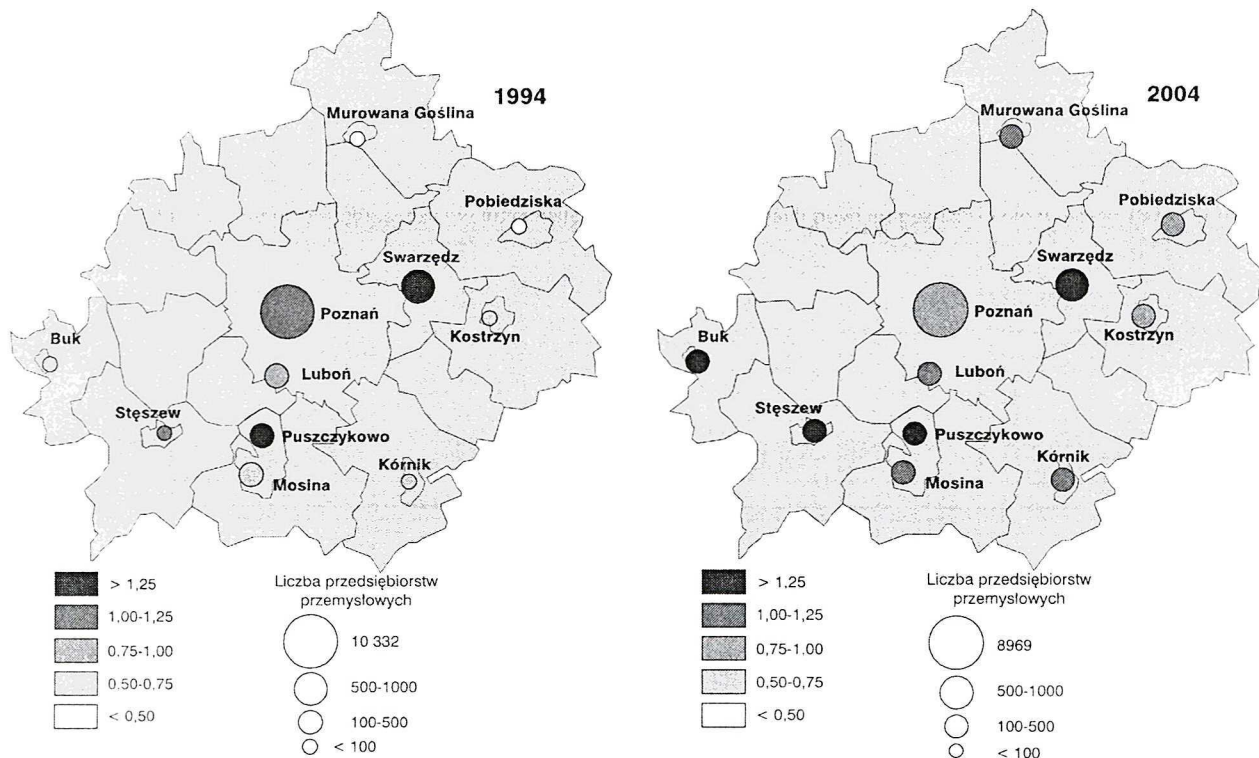 1994
Murowana Goślina
Pobiedziska
Swarzędz
Poznań
Kostrzyn
Buk
Luboń
Stęszew
Puszczykowo
Kórnik
Mosina
> 1,25
1,00-1,25
0,75-1,00
0,50-0,75
< 0,50
Liczba przedsiębiorstw
przemysłowych
10 332
500-1000
100-500
< 100
2004
Murowana Goślina
Pobiedziska
Swarzędz
Poznań
Kostrzyn
Buk
Luboń
Stęszew
Puszczykowo
Kórnik
Mosina
> 1,25
1,00-1,25
0,75-1,00
0,50-0,75
< 0,50
Liczba przedsiębiorstw
przemysłowych
8969
500-1000
100-500
< 100